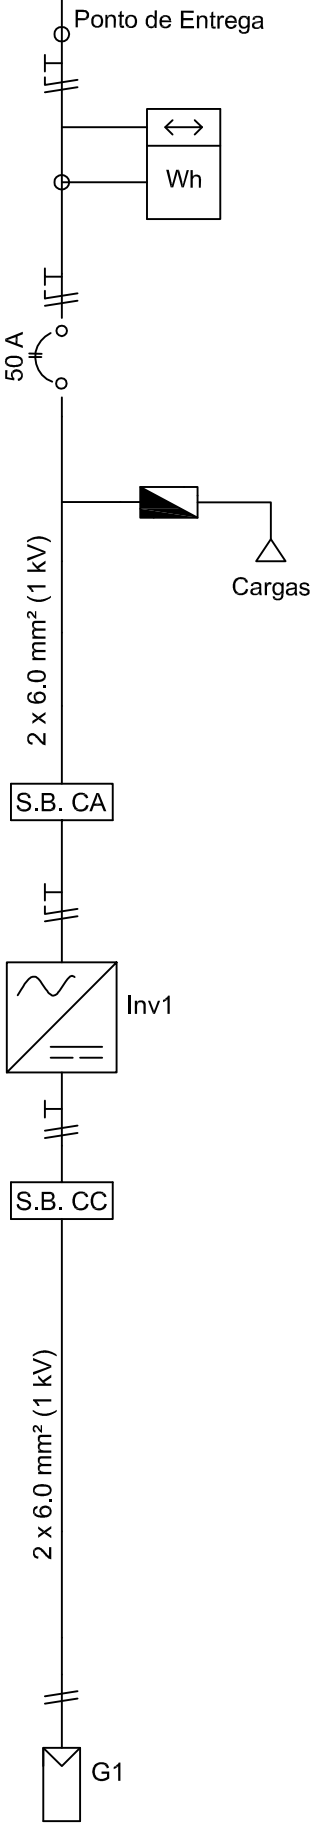 Ponto de Entrega
Wh
50 A
Cargas
2 x 6.0 mm² (1 kV)
S.B. CA
Inv1
S.B. CC
2 x 6.0 mm² (1 kV)
G1